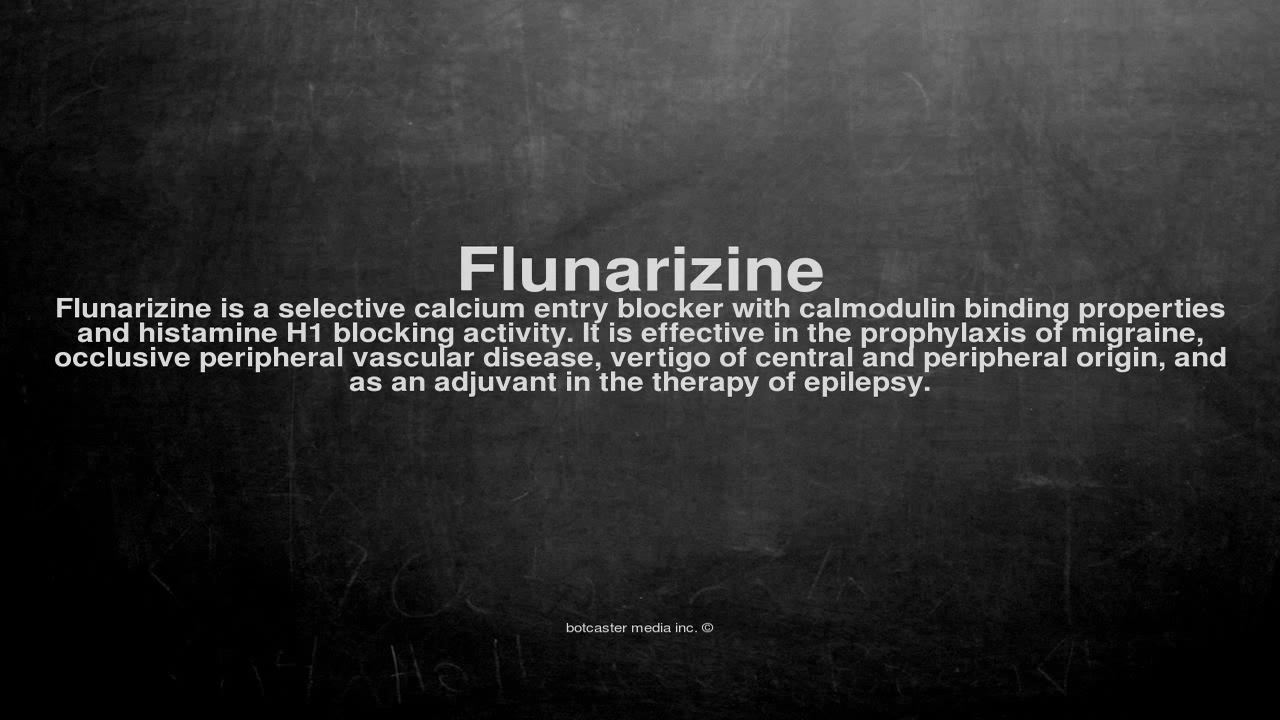 Flunarizine
Flunarizine is a selective calcium entry blocker with calmodulin binding properties
and histamine H1 blocking activity. It is effective in the prophylaxis of migraine,
occlusive peripheral vascular disease, vertigo of central and peripheral origin, and
as an adjuvant in the therapy of epilepsy.
botcaster media inc. ©